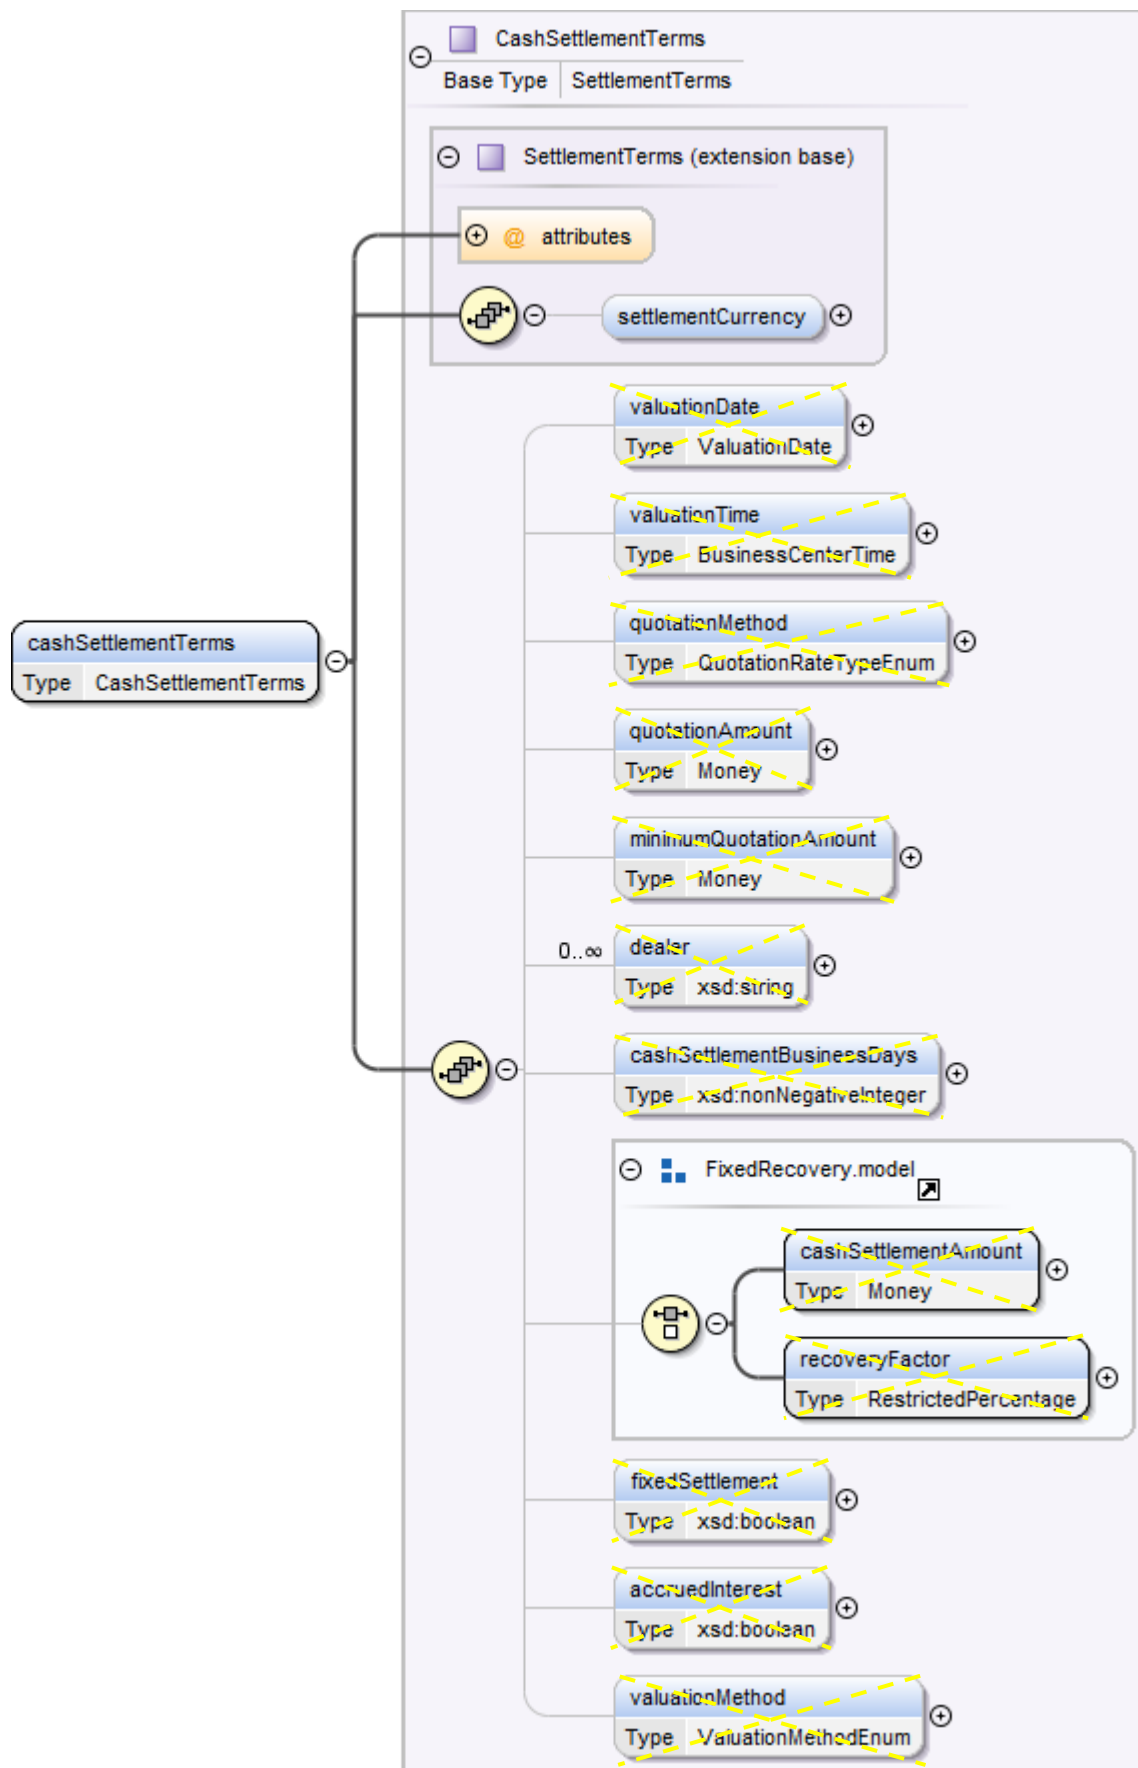 CashSettlementTerms
Base Type SettlementTerms
SettlementTerms (extension base)
@ attributes
settlementCurrency
valuationDate
Type ValuationDate
valuationTime
Type BusinessCenterTime
quotationMethod
Type QuotationRateTypeEnum
cashSettlementTerms
Type CashSettlementTerms
quotationAmount
Type Money
minimumQuotationAmount
Type Money
0..∞
dealer
Type xsd:string
cashSettlementBusinessDays
Type xsd:nonNegativeInteger
FixedRecovery.model
cashSettlementAmount
Type Money
recoveryFactor
Type RestrictedPercentage
fixedSettlement
Type xsd:boolean
accruedInterest
Type xsd:boolean
valuationMethod
Type ValuationMethodEnum